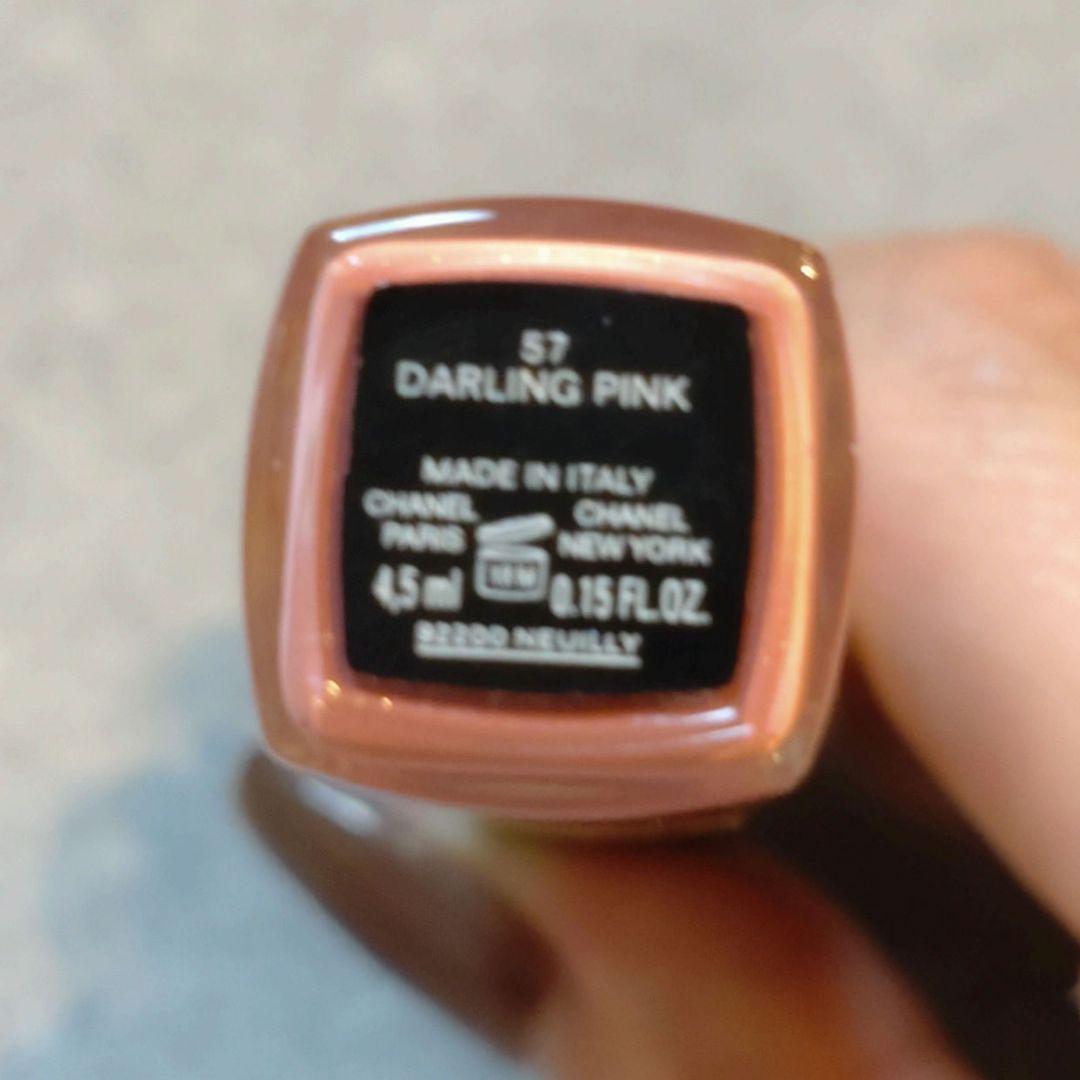 57
DARLING PINK
MADE IN ITALY
CHANEL PARIS
CHANEL NEW YORK
18M
4,5 ml 0.15 FL.OZ.
92200 NEUILLY